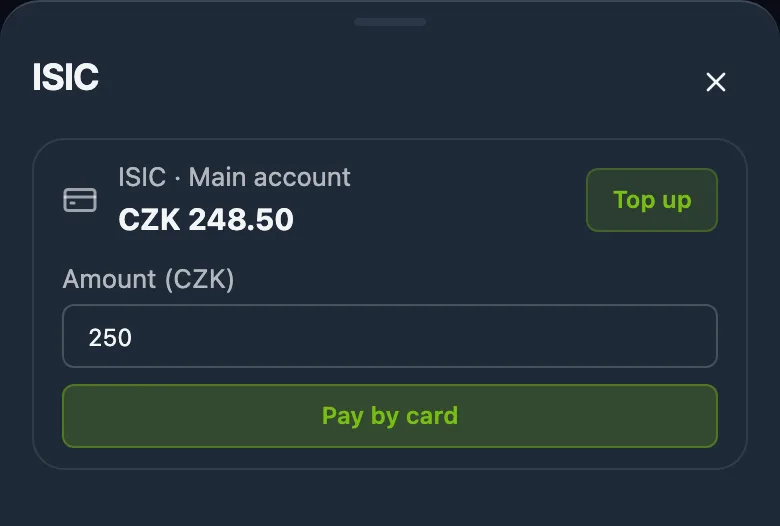 ISIC
ISIC · Main account
CZK 248.50
Top up
Amount (CZK)
250
Pay by card